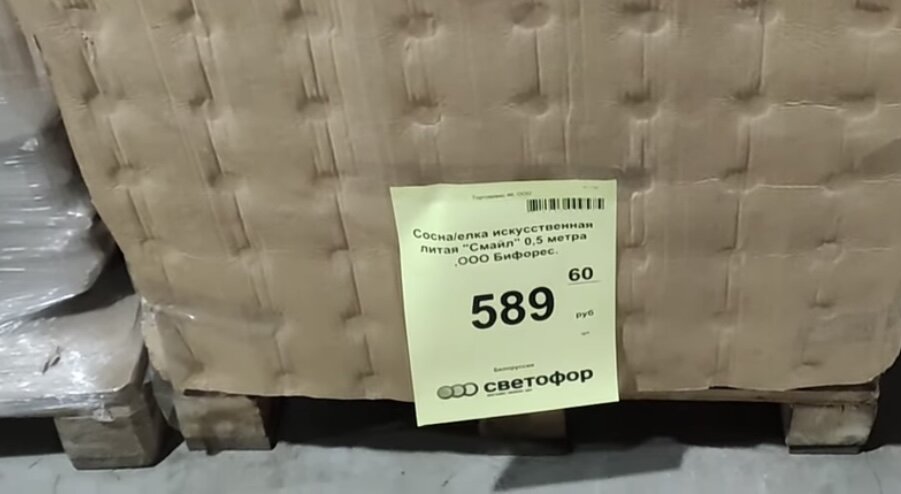 Сосна/елка искусственная
литая "Смайл" 0,5 метра
,ООО Бифорес.
589 60
руб
Белоруссия
светофор